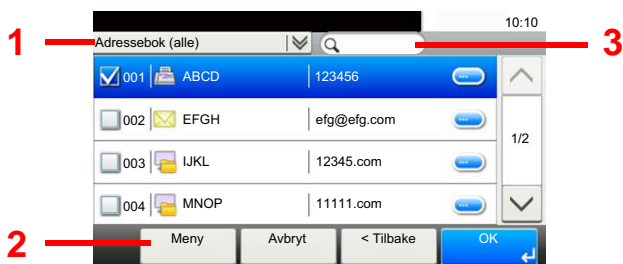 10:10
1 Adressebok (alle) 3
001 ABCD 123456
002 EFGH efg@efg.com
1/2
003 IJKL 12345.com
004 MNOP 11111.com
2 Meny Avbryt < Tilbake OK